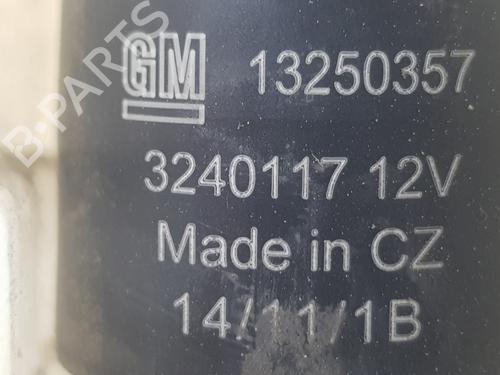 B-PARTS
GM 13250357
3240117 12V
Made in CZ
14/11/1B